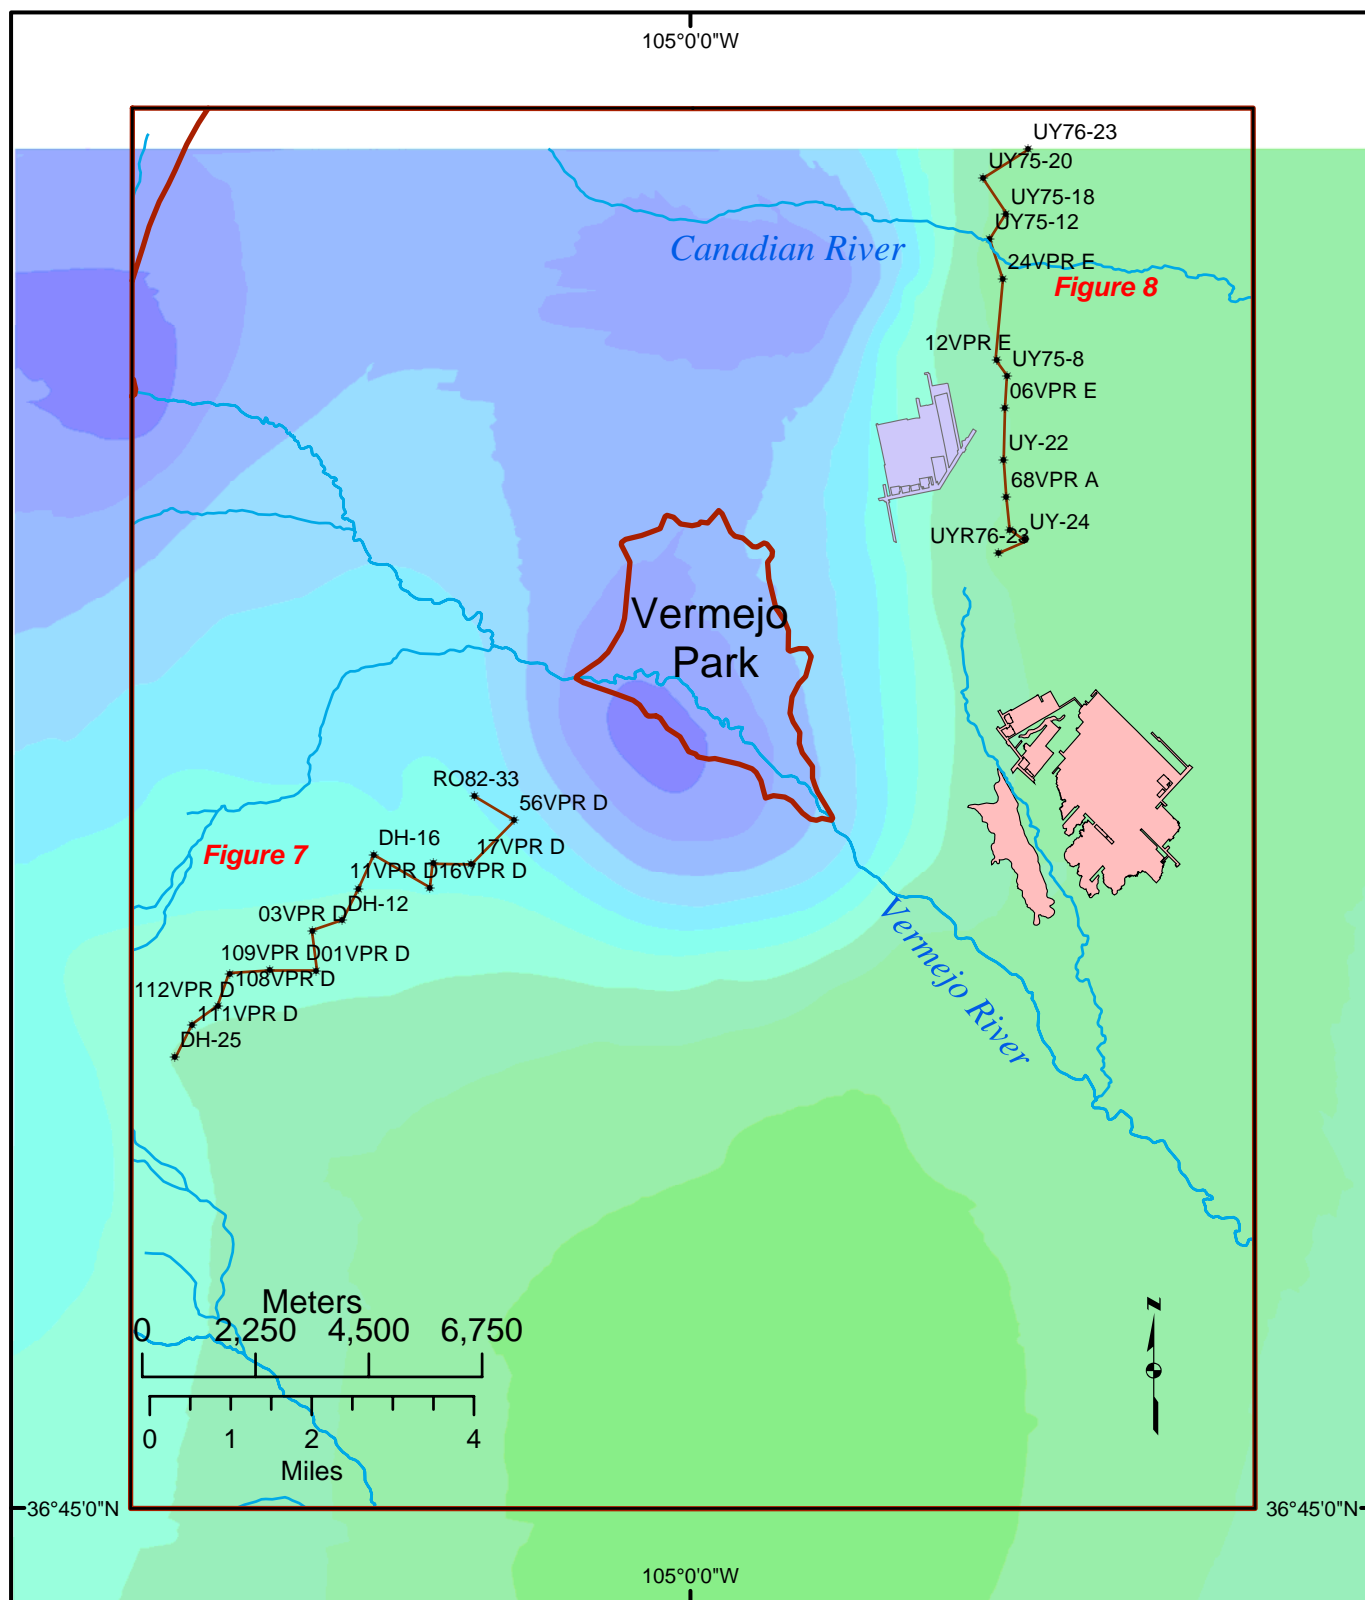 105°0'0"W
UY76-23
UY75-20
UY75-18
UY75-12
Canadian River
24VPR E
Figure 8
12VPR E
UY75-8
06VPR E
UY-22
68VPR A
UY-24
UYR76-23
Vermejo
Park
RO82-33
56VPR D
DH-16
17VPR D
Figure 7
11VPR D
16VPR D
DH-12
03VPR D
Vermejo River
109VPR D
01VPR D
108VPR D
112VPR D
111VPR D
DH-25
Meters
0 2,250 4,500 6,750
0 1 2 4
Miles
N
36°45'0"N
36°45'0"N
105°0'0"W